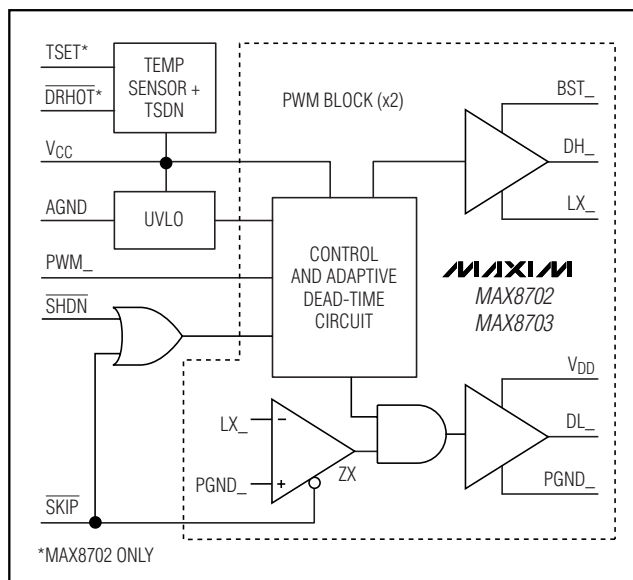 TSET*
DRHOT*
TEMP
SENSOR +
TSDN
PWM BLOCK (x2)
BST_
DH_
LX_
VCC
AGND
UVLO
PWM_
SHDN
CONTROL
AND ADAPTIVE
DEAD-TIME
CIRCUIT
MAXIM
MAX8702
MAX8703
VDD
DL_
PGND_
LX_
−
PGND_
+
ZX
SKIP
*MAX8702 ONLY